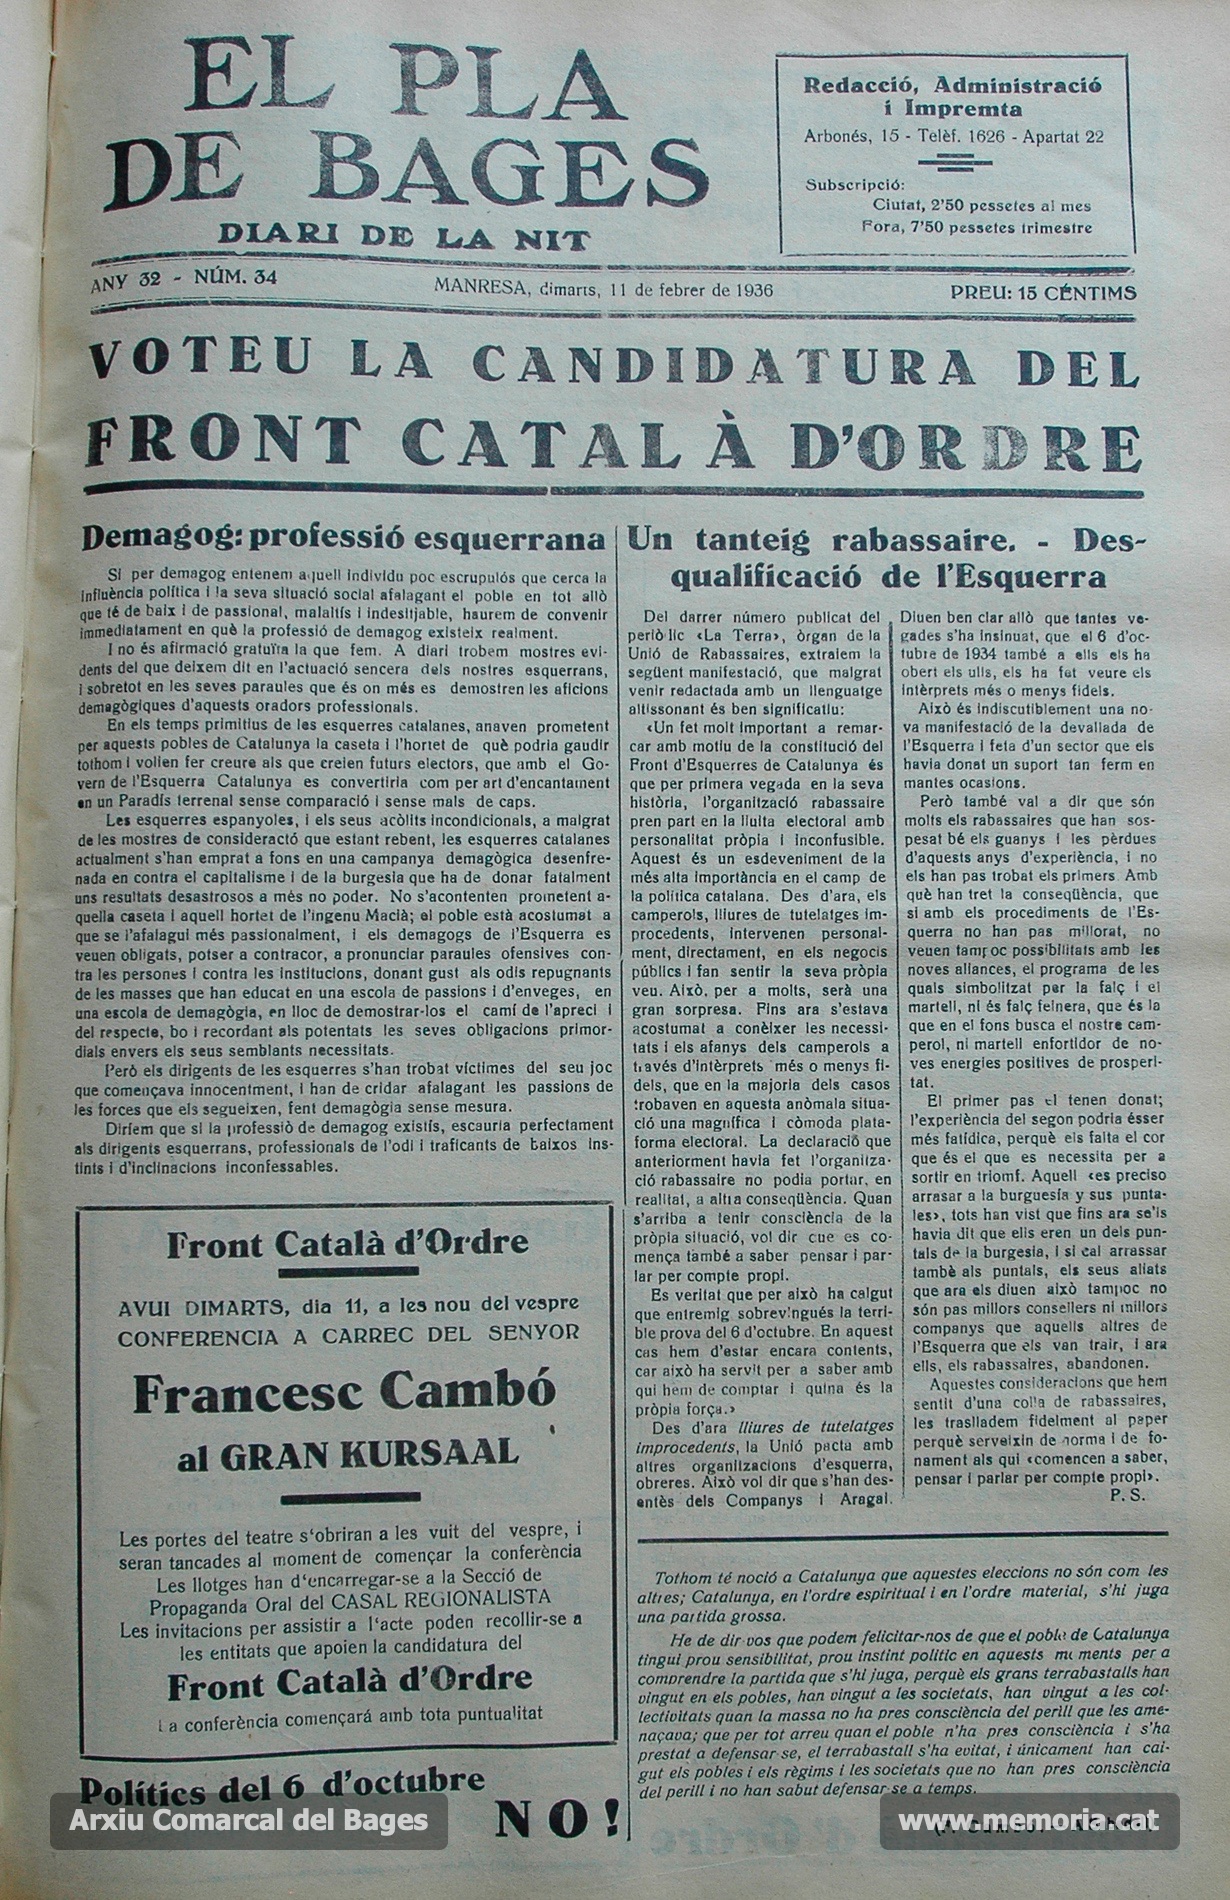 EL PLA
DE BAGES
DIARI DE LA NIT
Redacció, Administració
i Impremta
Arbonés, 15 - Telèf. 1626 - Apartat 22
Subscripció:
Ciutat, 2'50 pessetes al mes
Fora, 7'50 pessetes trimestre
ANY 32 - NÚM. 34
MANRESA, dimarts, 11 de febrer de 1936
PREU: 15 CÉNTIMS
VOTEU LA CANDIDATURA DEL
FRONT CATALÀ D'ORDRE
Demagog: professió esquerrana
Si per demagog entenem aquell individu poc escrupulós que cerca la
influència política i la seva situació social afalagant el poble en tot allò
que té de baix i de passional, malaltís i indesitjable, haurem de convenir
immediatament en què la professió de demagog existeix realment.
I no és afirmació gratuïta la que fem. A diari trobem mostres evi-
dents del que deixem dit en l'actuació sencera dels nostres esquerrans,
i sobretot en les seves paraules que és on més es demostren les aficions
demagògiques d'aquests oradors professionals.
En els temps primitius de les esquerres catalanes, anaven prometent
per aquests pobles de Catalunya la caseta i l'hortet de què podria gaudir
tothom i volien fer creure als que creien futurs electors, que amb el Go-
vern de l'Esquerra Catalunya es convertiria com per art d'encantament
en un Paradís terrenal sense comparació i sense mals de caps.
Les esquerres espanyoles, i els seus acòlits incondicionals, a malgrat
de les mostres de consideractó que estant rebent, les esquerres catalanes
actualment s'han emprat a fons en una campanya demagògica desenfre-
nada en contra el capitalisme i de la burgesia que ha de donar fatalment
uns resultats desastrosos a més no poder. No s'acontenten prometent a-
quella caseta i aquell hortet de l'ingenu Macià; el poble està acostumat a
que se l'afalagui més passionalment, i els demagogs de l'Esquerra es
veuen obligats, potser a contracor, a pronunciar paraules ofensives con-
tra les persones i contra les institucions, donant gust als odis repugnants
de les masses que han educat en una escola de passions i d'enveges, en
una escola de demagògia, en lloc de demostrar-los el camí de l'apreci i
del respecte, bo i recordant als potentats les seves obligacions primor-
dials envers els seus semblants necessitats.
Però els dirigents de les esquerres s'han trobat víctimes del seu joc
que començava innocentment, i han de cridar afalagant les passions de
les forces que els segueixen, fent demagògia sense mesura.
Diríem que si la professió de demagog existís, escauria perfectament
als dirigents esquerrans, professionals de l'odi i traficants de baixos ins-
tints i d'inclinacions inconfessables.
Front Català d'Ordre
AVUI DIMARTS, dia 11, a les nou del vespre
CONFERENCIA A CARREC DEL SENYOR
Francesc Cambó
al GRAN KURSAAL
Les portes del teatre s'obriran a les vuit del vespre, i
seran tancades al moment de començar la conferència
Les llotges han d'encarregar-se a la Secció de
Propaganda Oral del CASAL REGIONALISTA
Les invitacions per assistir a l'acte poden recollir-se a
les entitats que apoien la candidatura del
Front Català d'Ordre
La conferència començará amb tota puntualitat
Polítics del 6 d'octubre
NO!
Un tanteig rabassaire. - Des-
qualificació de l'Esquerra
Del darrer número publicat del
periòdic «La Terra», òrgan de la
Unió de Rabassaires, extraiem la
següent manifestació, que malgrat
venir redactada amb un llenguatge
altissonant és ben significatiu:
«Un fet molt important a remar-
car amb motiu de la constitució del
Front d'Esquerres de Catalunya és
que per primera vegada en la seva
història, l'organització rabassaire
pren part en la lluita electoral amb
personalitat pròpia i inconfusible.
Aquest és un esdeveniment de la
més alta importància en el camp de
la política catalana. Des d'ara, els
camperols, lliures de tutelatges im-
procedents, intervenen personal-
ment, directament, en els negocis
públics i fan sentir la seva pròpia
veu. Això, per a molts, serà una
gran sorpresa. Fins ara s'estava
acostumat a conèixer les necessi-
tats i els afanys dels camperols a
través d'intèrprets més o menys fi-
dels, que en la majoria dels casos
trobaven en aquesta anòmala situa-
ció una magnífica i còmoda plata-
forma electoral. La declaració que
anteriorment havia fet l'organitza-
ció rabassaire no podia portar, en
realitat, a altra conseqüència. Quan
s'arriba a tenir consciència de la
pròpia situació, vol dir que es co-
mença també a saber pensar i par-
lar per compte propi.
Es veritat que per això ha calgut
que entremig sobrevingués la terri-
ble prova del 6 d'octubre. En aquest
cas hem d'estar encara contents,
car això ha servit per a saber amb
qui hem de comptar i quina és la
pròpia força.»
Des d'ara lliures de tutelatges
improcedents, la Unió pacta amb
altres organitzacions d'esquerra,
obreres. Això vol dir que s'han des-
entès dels Companys i Aragai.
Diuen ben clar allò que tantes ve-
gades s'ha insinuat, que el 6 d'oc-
tubre de 1934 també a ells els ha
obert els ulls, els ha fet veure els
intèrprets més o menys fidels.
Això és indiscutiblement una no-
va manifestació de la devallada de
l'Esquerra i feta d'un sector que els
havia donat un suport tan ferm en
mantes ocasions.
Però també val a dir que són
molts els rabassaires que han sos-
pesat bé els guanys i les pèrdues
d'aquests anys d'experiència, i no
els han pas trobat els primers. Amb
què han tret la conseqüència, que
si amb els procediments de l'Es-
querra no han pas millorat, no
veuen tampoc possibilitats amb les
noves aliances, el programa de les
quals simbolitzat per la falç i el
martell, ni és falç feinera, que és la
que en el fons busca el nostre cam-
perol, ni martell enfortidor de no-
ves energies positives de prosperi-
tat.
El primer pas el tenen donat;
l'experiència del segon podria ésser
més fatídica, perquè els falta el cor
que és el que es necessita per a
sortir en triomf. Aquell «es preciso
arrasar a la burguesía y sus punta-
les», tots han vist que fins ara se'ls
havia dit que ells eren un dels pun-
tals de la burgesia, i si cal arrassar
també als puntals, els seus aliats
que ara els diuen això tampoc no
són pas millors consellers ni millors
companys que aquells altres de
l'Esquerra que els van trair, i ara
ells, els rabassaires, abandonen.
Aquestes consideracions que hem
sentit d'una colla de rabassaires,
les traslladem fidelment al paper
perquè serveixin de norma i de fo-
nament als qui «comencen a saber,
pensar i parlar per compte propi».
P. S.
Tothom té noció a Catalunya que aquestes eleccions no són com les
altres; Catalunya, en l'ordre espiritual i en l'ordre material, s'hi juga
una partida grossa.
He de dir vos que podem felicitar-nos de que el poble de Catalunya
tingui prou sensibilitat, prou instint polític en aquests moments per a
comprendre la partida que s'hi juga, perquè els grans terrabastalls han
vingut en els pobles, han vingut a les societats, han vingut a les col-
lectivitats quan la massa no ha pres consciència del perill que les ame-
naçava; que per tot arreu quan el poble n'ha pres consciència i s'ha
prestat a defensar-se, el terrabastall s'ha evitat, i únicament han cai-
gut els pobles i els règims i les societats que no han pres consciència
del perill i no han sabut defensar-se a temps.
Arxiu Comarcal del Bages
www.memoria.cat